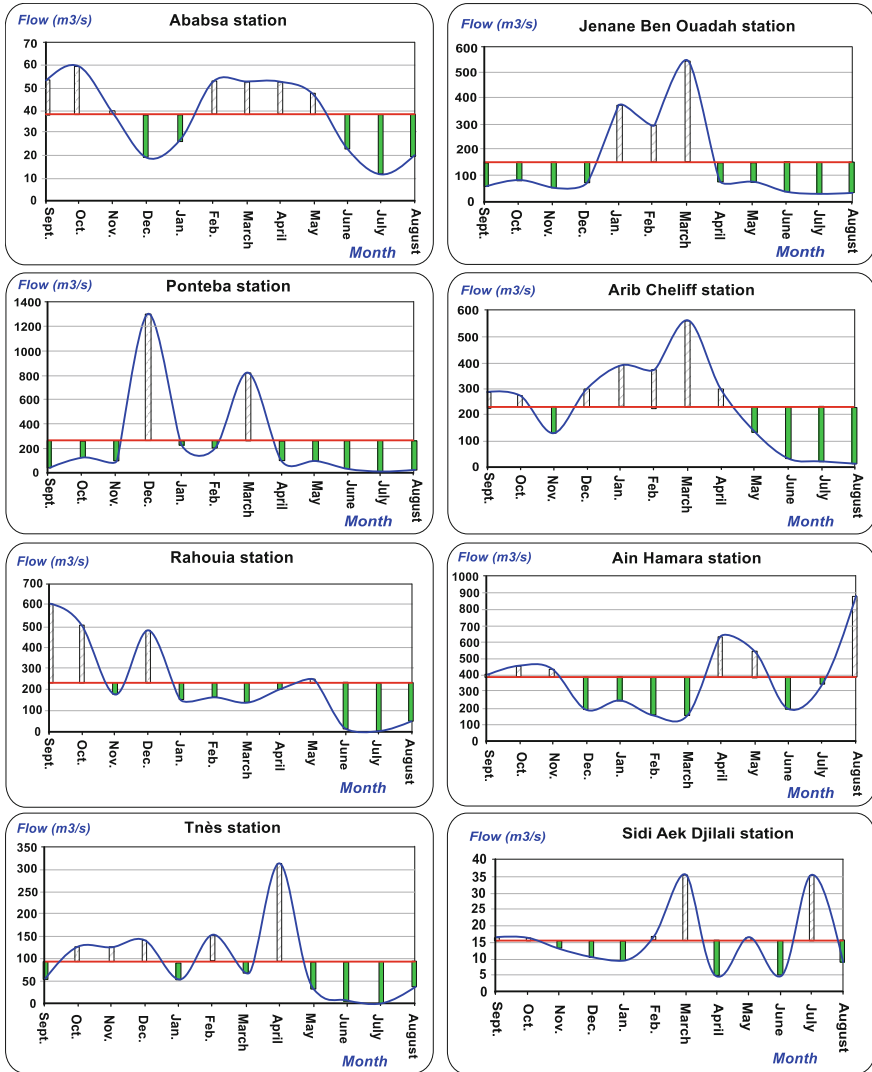 Ababsa station
Flow (m3/s)
70
60
50
40
30
20
10
0
Sept.
Oct.
Nov.
Dec.
Jan.
Feb.
March
April
May
June
July
August
Month
Jenane Ben Ouadah station
Flow (m3/s)
600
500
400
300
200
100
0
Sept.
Oct.
Nov.
Dec.
Jan.
Feb.
March
April
May
June
July
August
Month
Ponteba station
Flow (m3/s)
1400
1200
1000
800
600
400
200
0
Sept.
Oct.
Nov.
Dec.
Jan.
Feb.
March
April
May
June
July
August
Month
Arib Cheliff station
Flow (m3/s)
600
500
400
300
200
100
0
Sept.
Oct.
Nov.
Dec.
Jan.
Feb.
March
April
May
June
July
August
Month
Rahouia station
Flow (m3/s)
700
600
500
400
300
200
100
0
Sept.
Oct.
Nov.
Dec.
Jan.
Feb.
March
April
May
June
July
August
Month
Ain Hamara station
Flow (m3/s)
1000
900
800
700
600
500
400
300
200
100
0
Sept.
Oct.
Nov.
Dec.
Jan.
Feb.
March
April
May
June
July
August
Month
Tnès station
Flow (m3/s)
350
300
250
200
150
100
50
0
Sept.
Oct.
Nov.
Dec.
Jan.
Feb.
March
April
May
June
July
August
Month
Sidi Aek Djilali station
Flow (m3/s)
40
35
30
25
20
15
10
5
0
Sept.
Oct.
Nov.
Dec.
Jan.
Feb.
March
April
May
June
July
August
Month